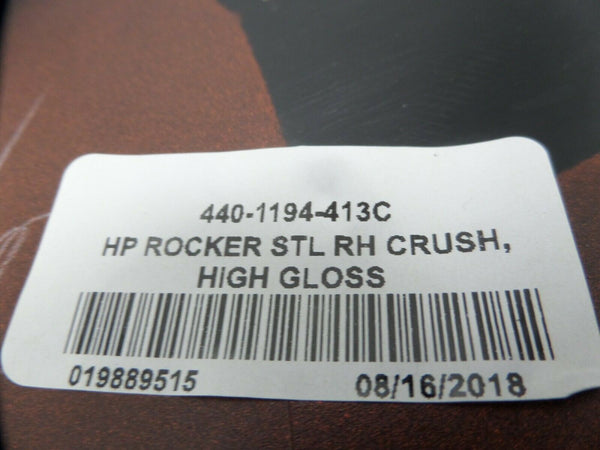 440-1194-413C
HP ROCKER STL RH CRUSH,
HIGH GLOSS
019889515 08/16/2018